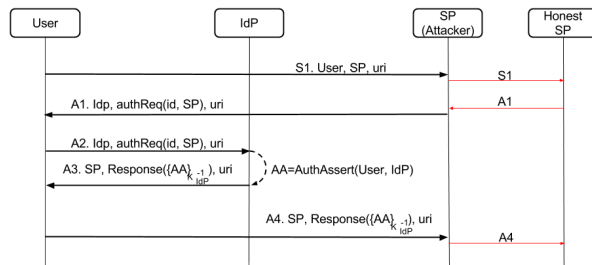 User
IdP
SP
(Attacker)
Honest
SP
S1. User, SP, uri
S1
A1. Idp, authReq(id, SP), uri
A1
A2. Idp, authReq(id, SP), uri
A3. SP, Response({AA}K-1IdP), uri
AA=AuthAssert(User, IdP)
A4. SP, Response({AA}K-1IdP), uri
A4